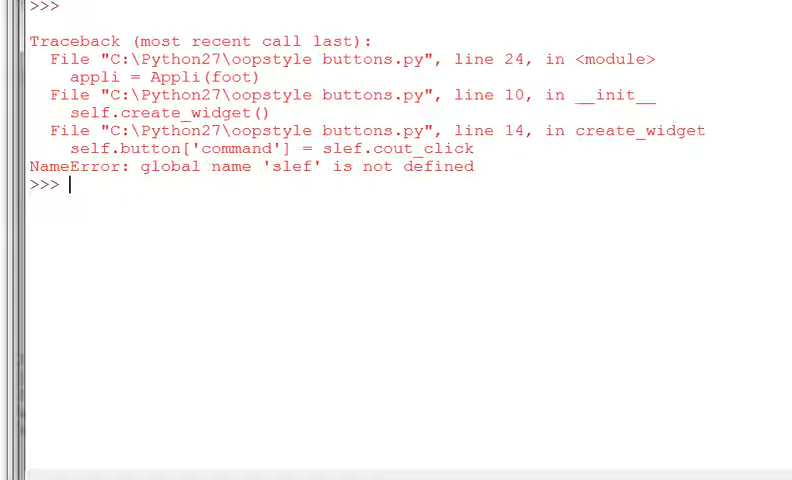 >>>
Traceback (most recent call last):
File "C:\Python27\oopstyle buttons.py", line 24, in <module>
appli = Appli(foot)
File "C:\Python27\oopstyle buttons.py", line 10, in __init__
self.create_widget()
File "C:\Python27\oopstyle buttons.py", line 14, in create_widget
self.button['command'] = slef.cout_click
NameError: global name 'slef' is not defined
>>>